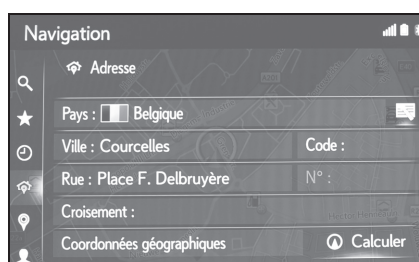 Navigation
Adresse
Pays : Belgique
Ville : Courcelles Code :
Rue : Place F. Delbruyère N° :
Croisement :
Coordonnées géographiques Calculer